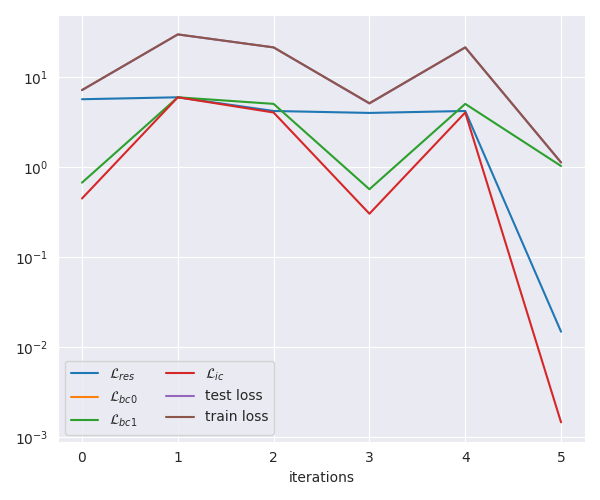 10¹
10⁰
10⁻¹
10⁻²
10⁻³
ℒ_res
ℒ_bc0
ℒ_bc1
ℒ_ic
test loss
train loss
0 1 2 3 4 5
iterations